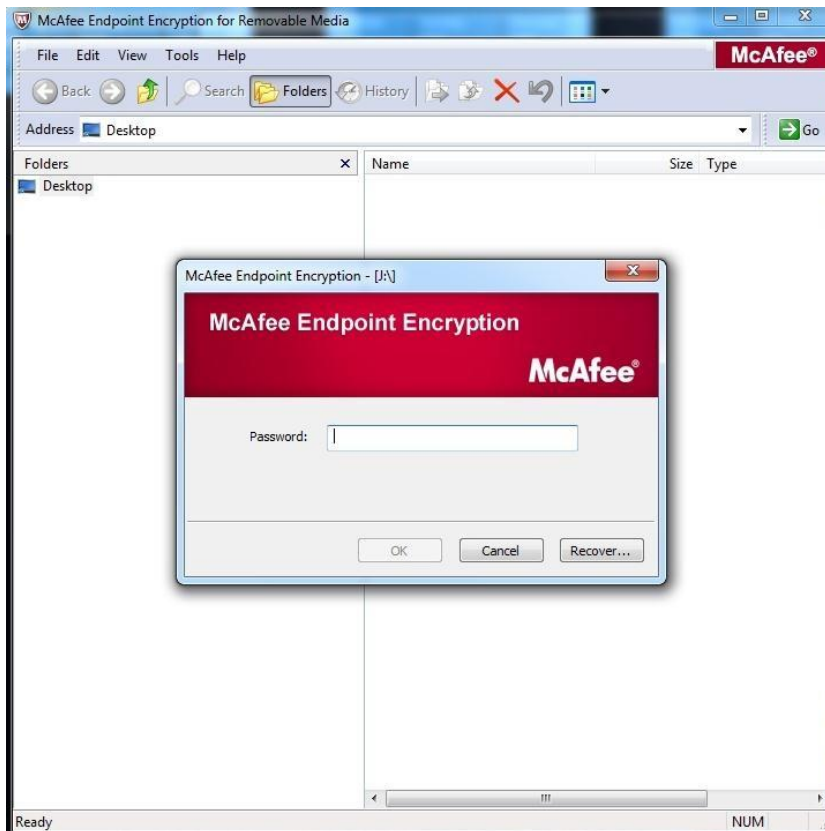 McAfee Endpoint Encryption for Removable Media
File Edit View Tools Help McAfee®
Back Search Folders History
Address Desktop Go
Folders Name Size Type
Desktop
McAfee Endpoint Encryption - [J:\]
McAfee Endpoint Encryption
McAfee®
Password:
OK Cancel Recover...
Ready NUM